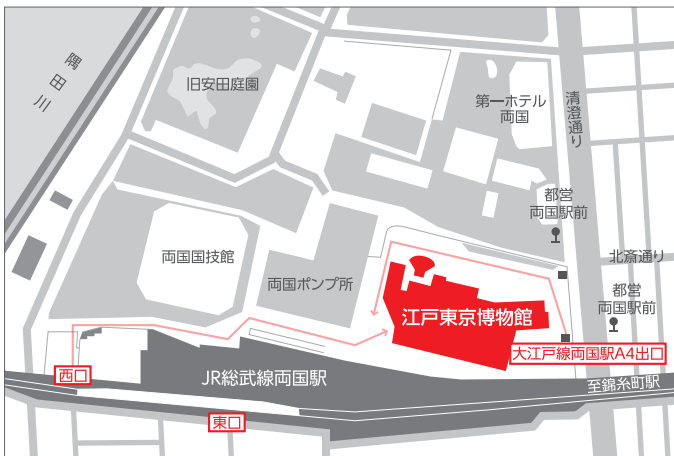 隅田川
旧安田庭園
第一ホテル
両国
清澄通り
都営
両国駅前
両国国技館
両国ポンプ所
北斎通り
都営
両国駅前
江戸東京博物館
大江戸線両国駅A4出口
西口
JR総武線両国駅
至錦糸町駅
東口